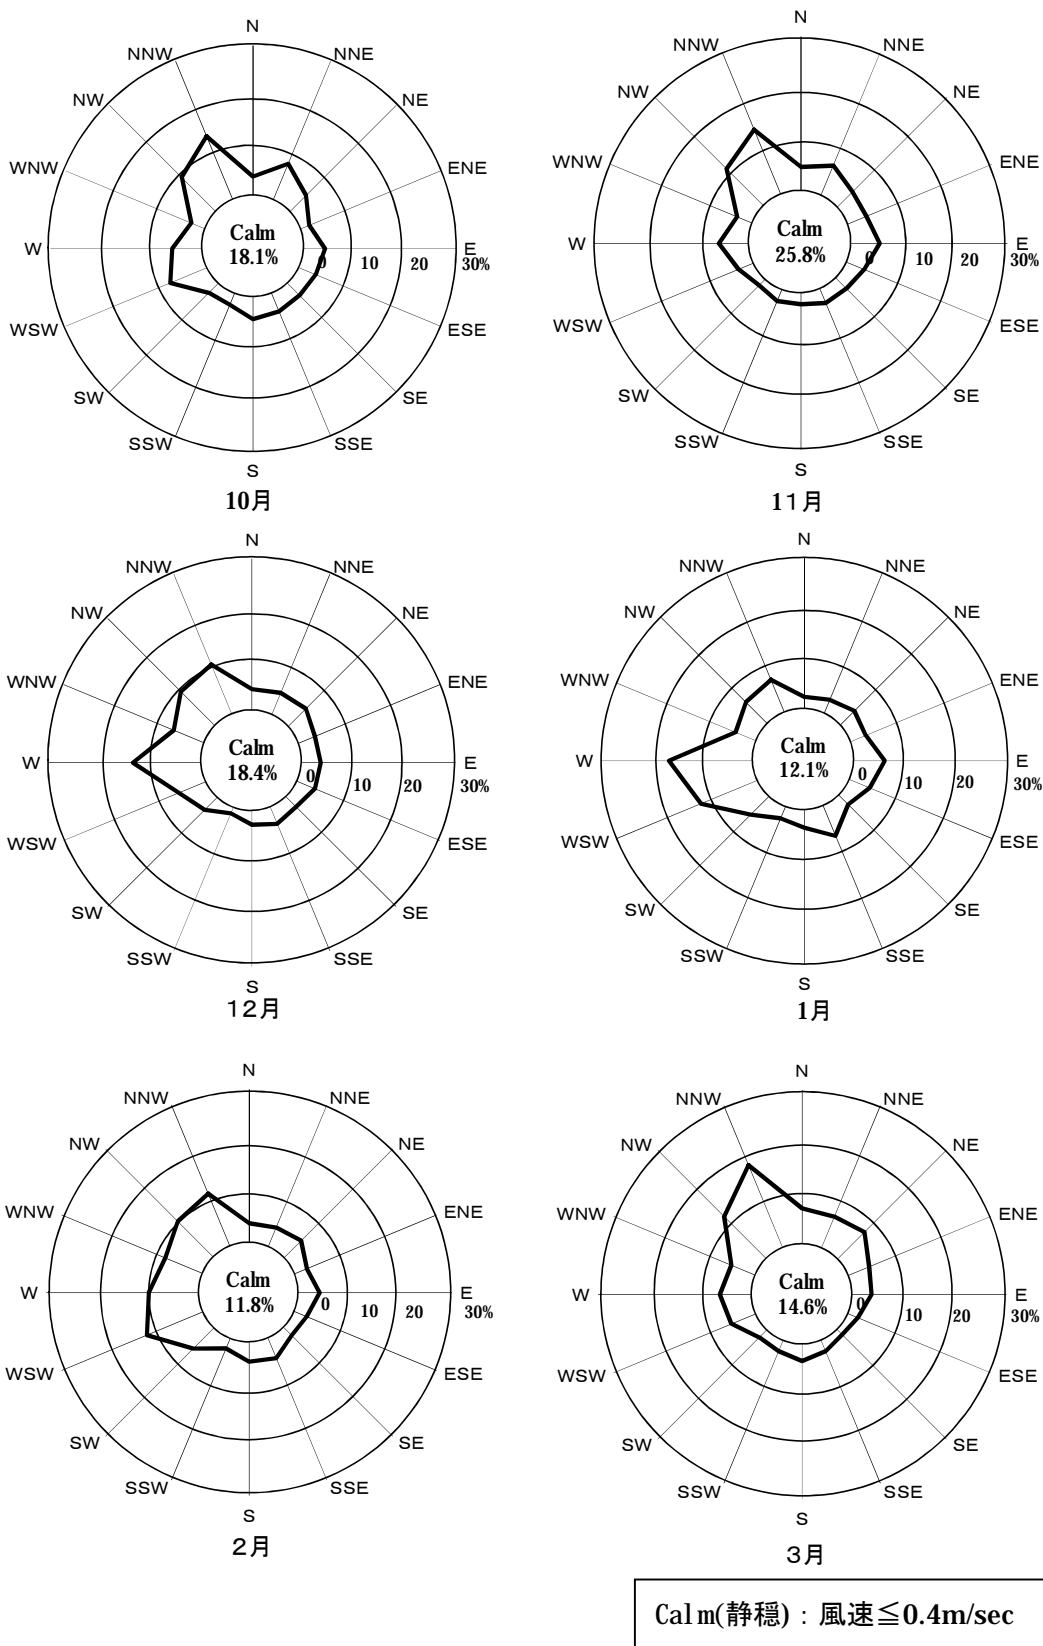 N
NNW
NNE
NW
NE
WNW
ENE
W
Calm
18.1%
0
10
20
E
30%
WSW
ESE
SW
SE
SSW
SSE
S
10月
N
NNW
NNE
NW
NE
WNW
ENE
W
Calm
25.8%
0
10
20
E
30%
WSW
ESE
SW
SE
SSW
SSE
S
11月
N
NNW
NNE
NW
NE
WNW
ENE
W
Calm
18.4%
0
10
20
E
30%
WSW
ESE
SW
SE
SSW
SSE
S
12月
N
NNW
NNE
NW
NE
WNW
ENE
W
Calm
12.1%
0
10
20
E
30%
WSW
ESE
SW
SE
SSW
SSE
S
1月
N
NNW
NNE
NW
NE
WNW
ENE
W
Calm
11.8%
0
10
20
E
30%
WSW
ESE
SW
SE
SSW
SSE
S
2月
N
NNW
NNE
NW
NE
WNW
ENE
W
Calm
14.6%
0
10
20
E
30%
WSW
ESE
SW
SE
SSW
SSE
S
3月
Calm(静穏)：風速≦0.4m/sec